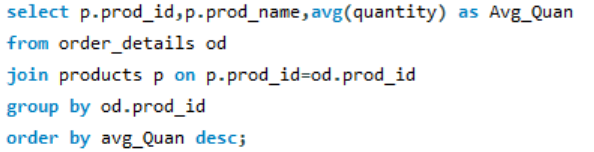 select p.prod_id,p.prod_name,avg(quantity) as Avg_Quan
from order_details od
join products p on p.prod_id=od.prod_id
group by od.prod_id
order by avg_Quan desc;